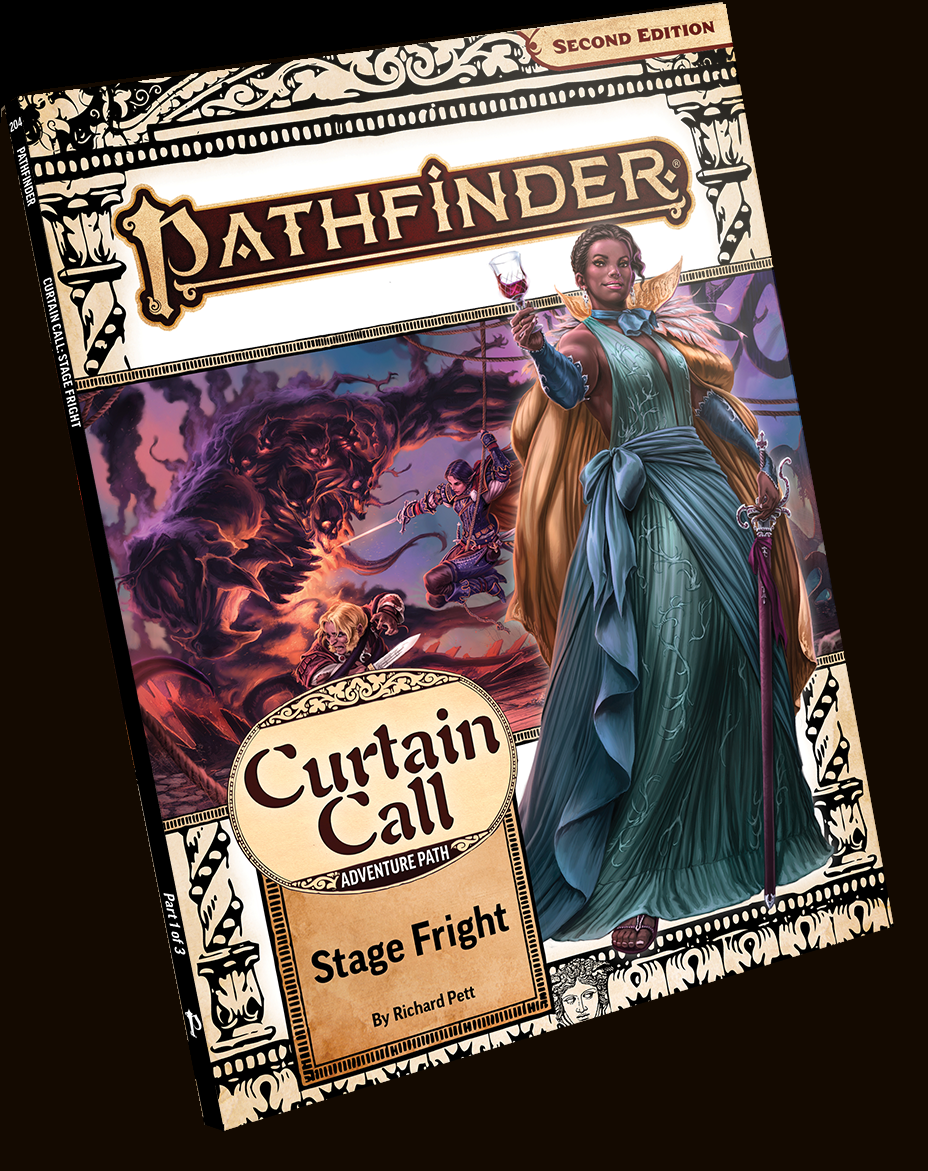 SECOND EDITION
PATHFINDER®
204
PATHFINDER
CURTAIN CALL: STAGE FRIGHT
Part 1 of 3
Curtain
Call
ADVENTURE PATH
Stage Fright
By Richard Pett